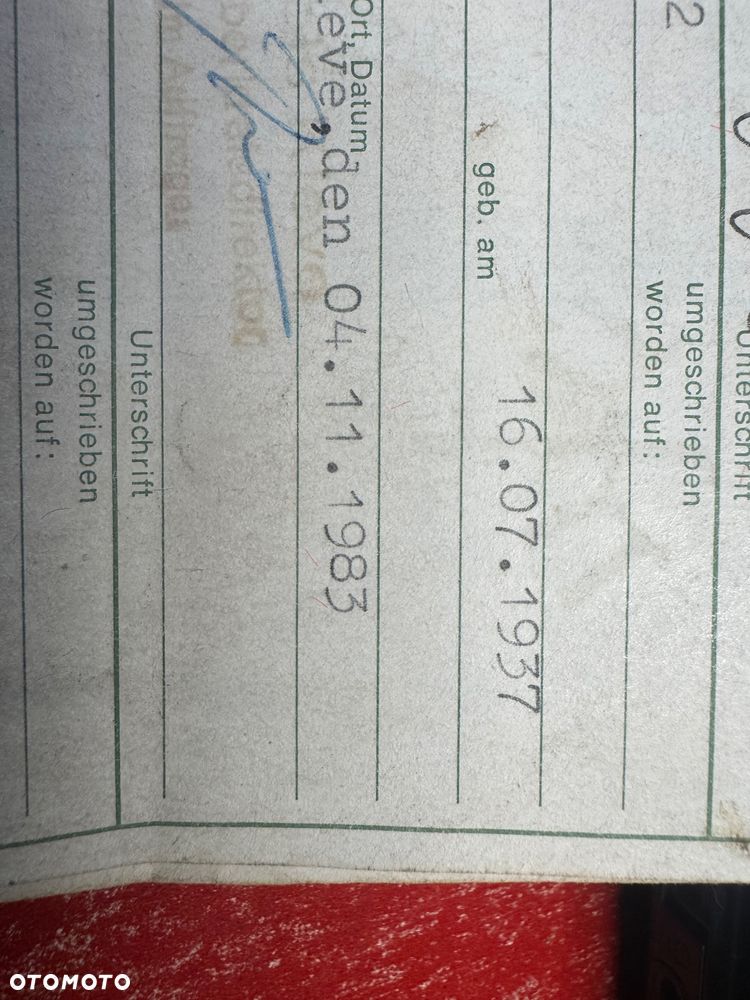 Unterschrift
2
umgeschrieben
worden auf:
geb. am
16.07.1937
Ort, Datum
eve, den 04.11.1983
Unterschrift
umgeschrieben
worden auf:
OTOMOTO